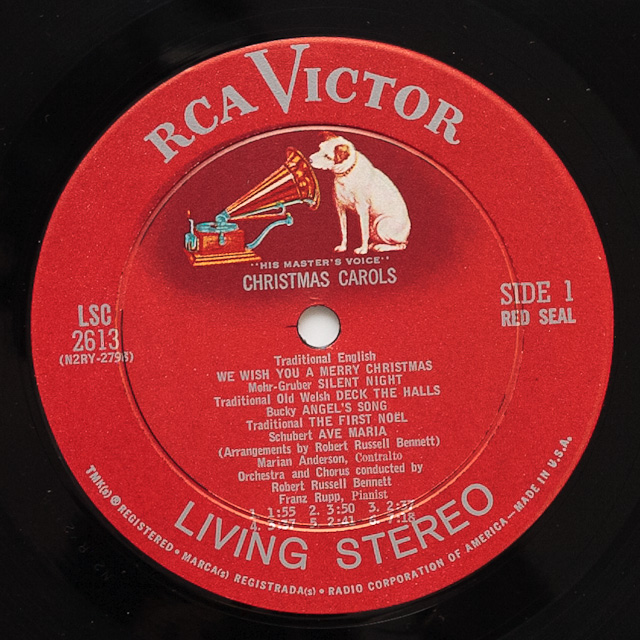 RCA VICTOR
"HIS MASTER'S VOICE"
CHRISTMAS CAROLS
LSC
2613
(N2RY-2798)
SIDE 1
RED SEAL
Traditional English
WE WISH YOU A MERRY CHRISTMAS
Mohr-Gruber SILENT NIGHT
Traditional Old Welsh DECK THE HALLS
Bucky ANGEL'S SONG
Traditional THE FIRST NOEL
Schubert AVE MARIA
(Arrangements by Robert Russell Bennett)
Marian Anderson, Contralto
Orchestra and Chorus conducted by
Robert Russell Bennett
Franz Rupp, Pianist
1. 1:55 2. 3:50 3. 2:37
4. 3:37 5. 2:41 6. 7:18
LIVING STEREO
TMK(s) ® REGISTERED • MARCA(s) REGISTRADA(s) • RADIO CORPORATION OF AMERICA—MADE IN U.S.A.